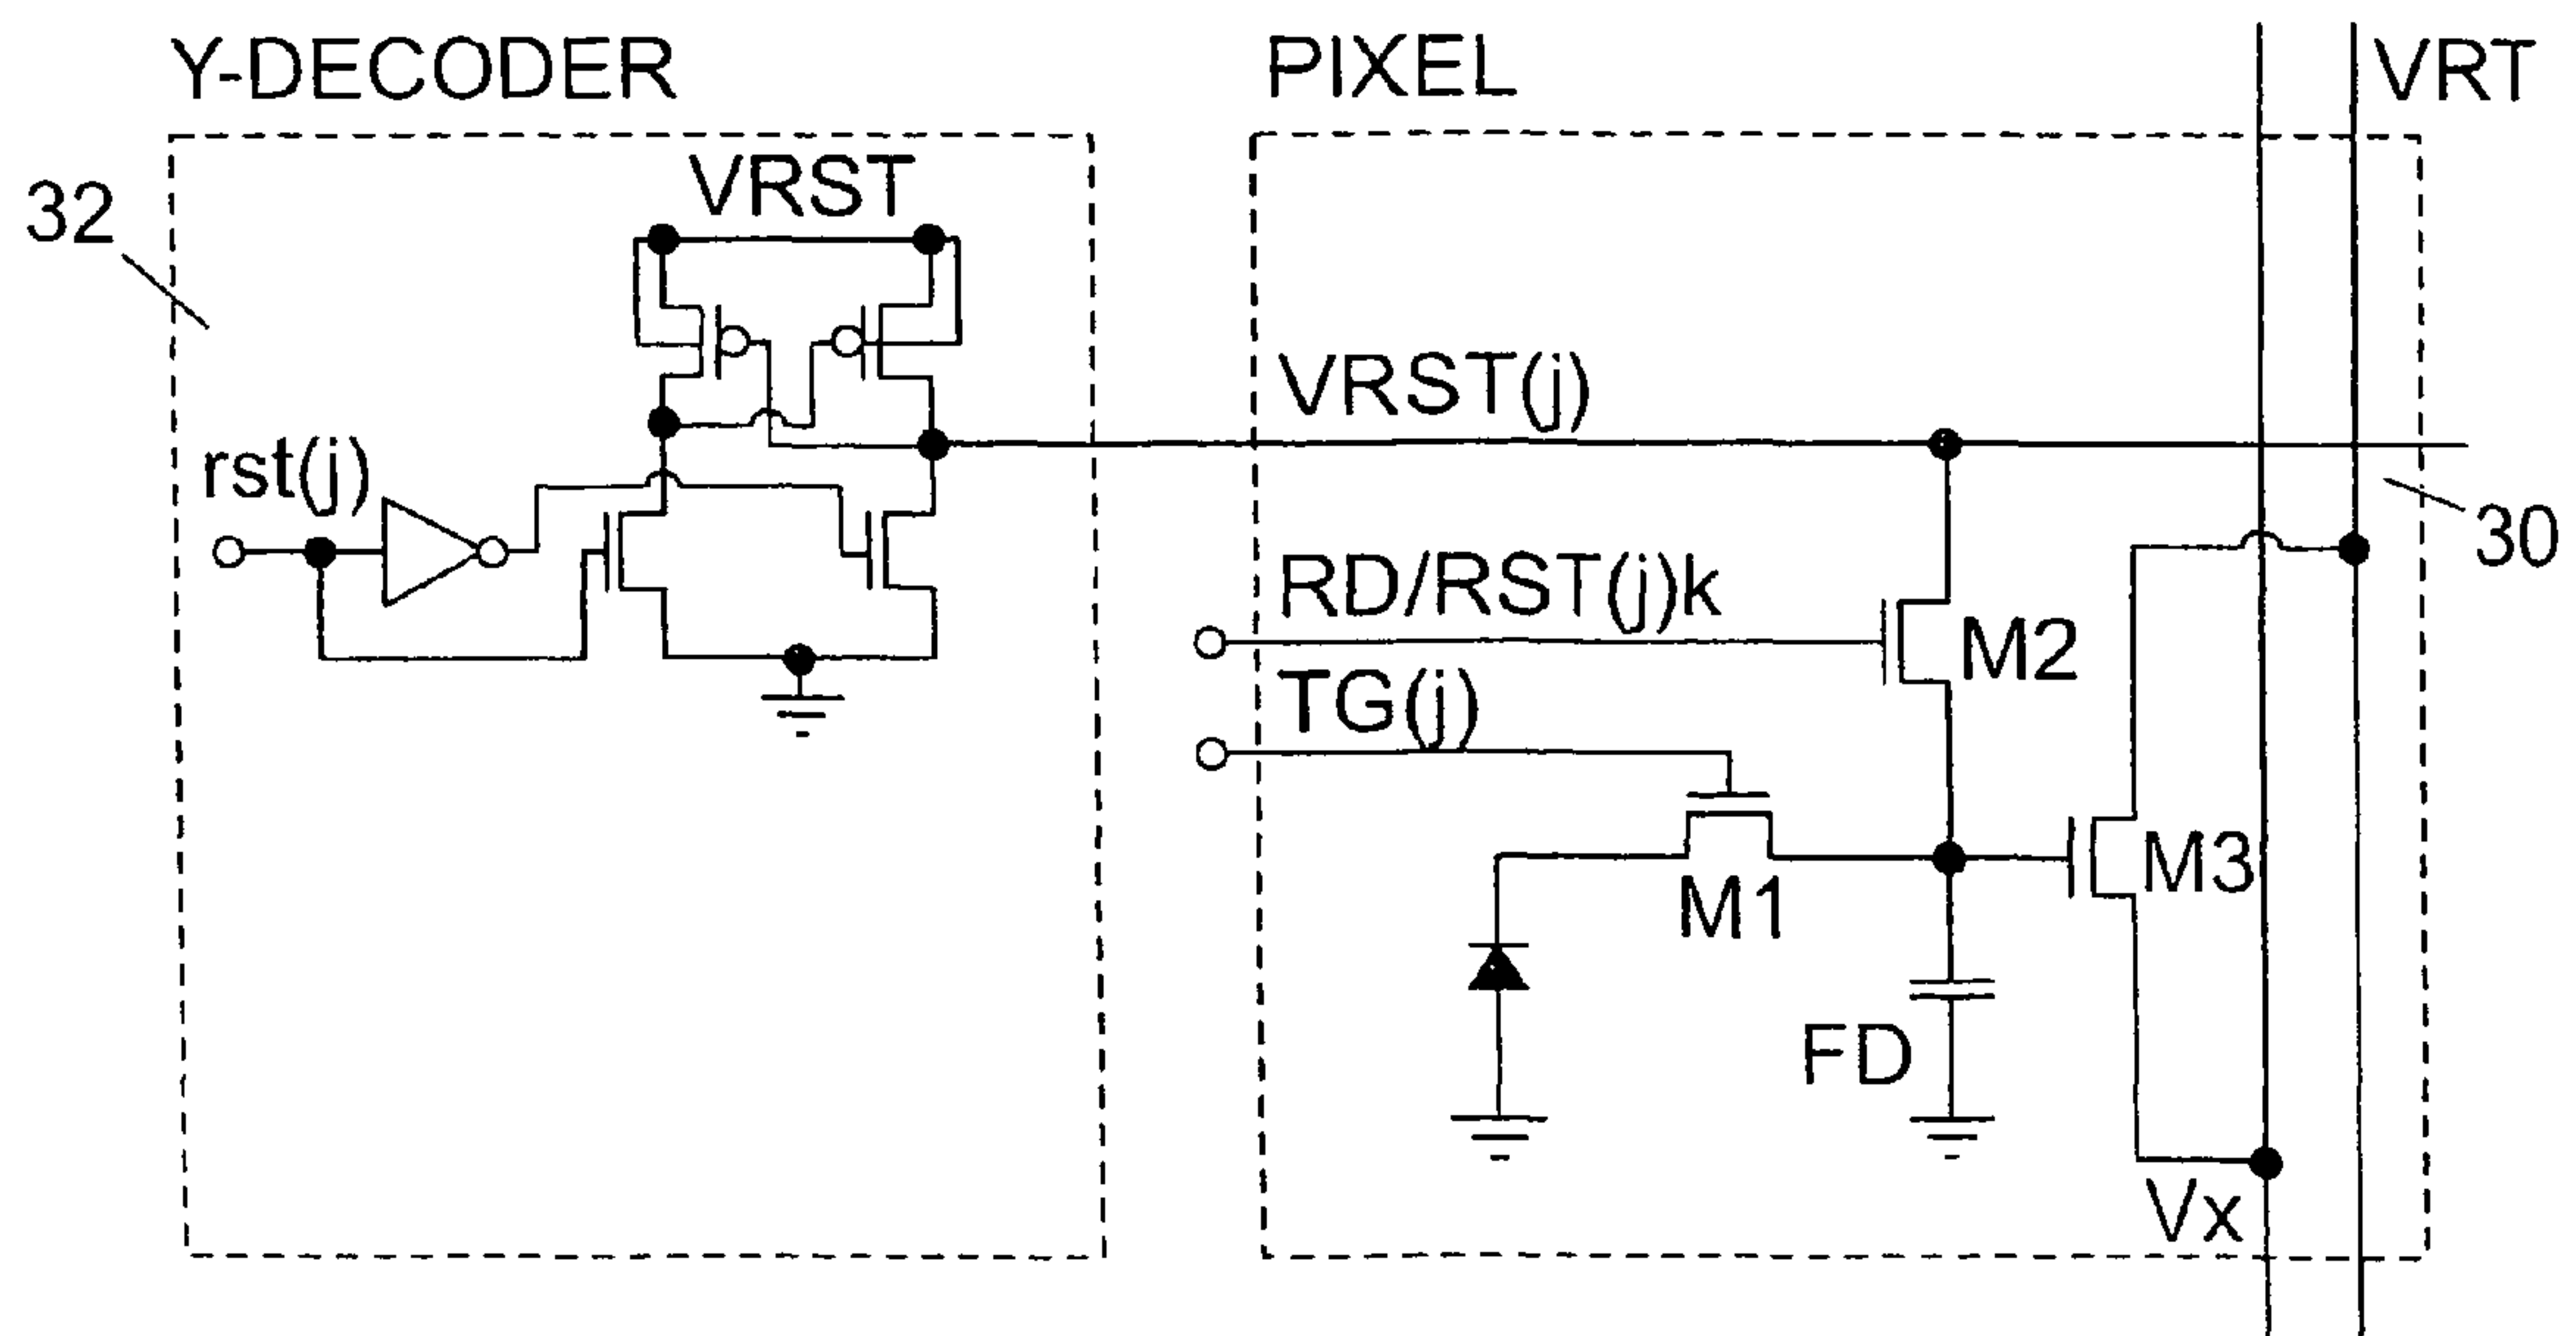 Y-DECODER
PIXEL
VRT
VRST
32
VRST(j)
rst(j)
30
RD/RST(j)k
M2
TG(j)
M3
M1
FD
Vx